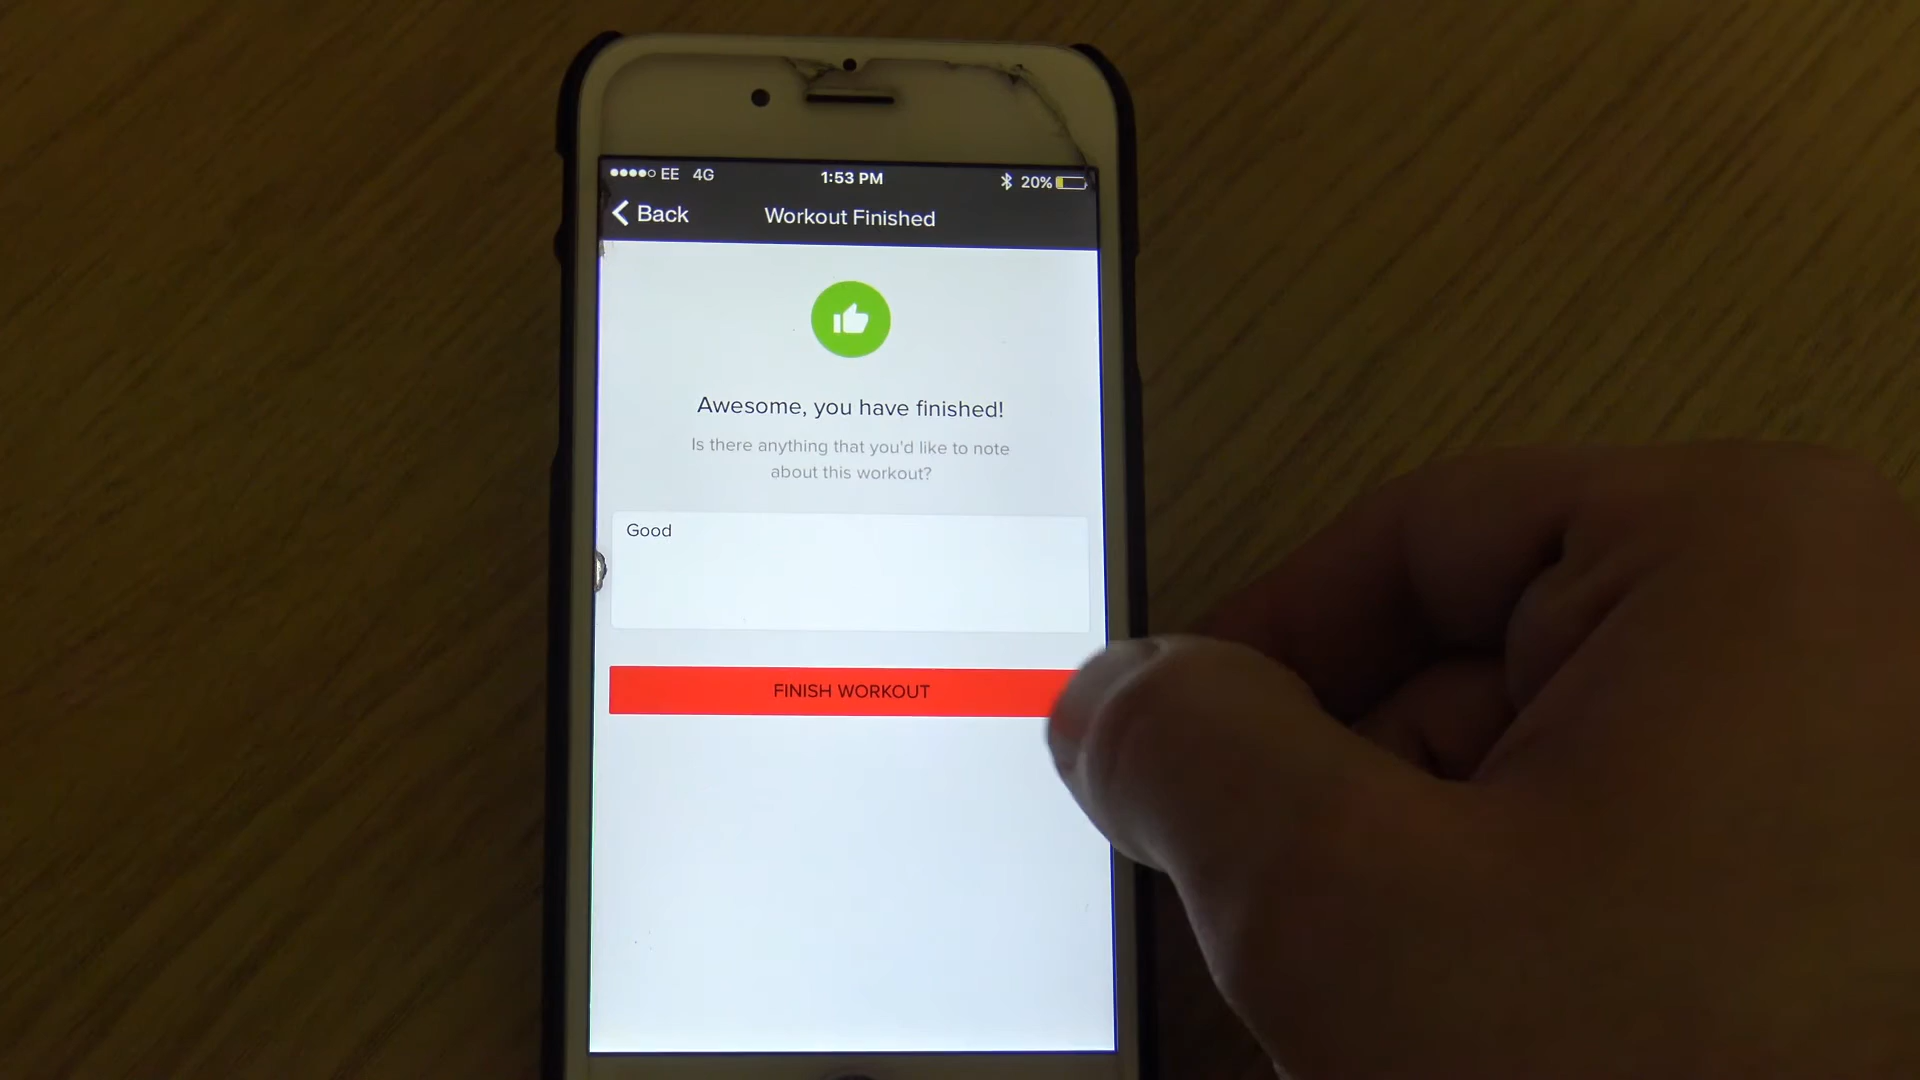 EE 4G 1:53 PM 20%
Back Workout Finished
Awesome, you have finished!
Is there anything that you'd like to note
about this workout?
Good
FINISH WORKOUT